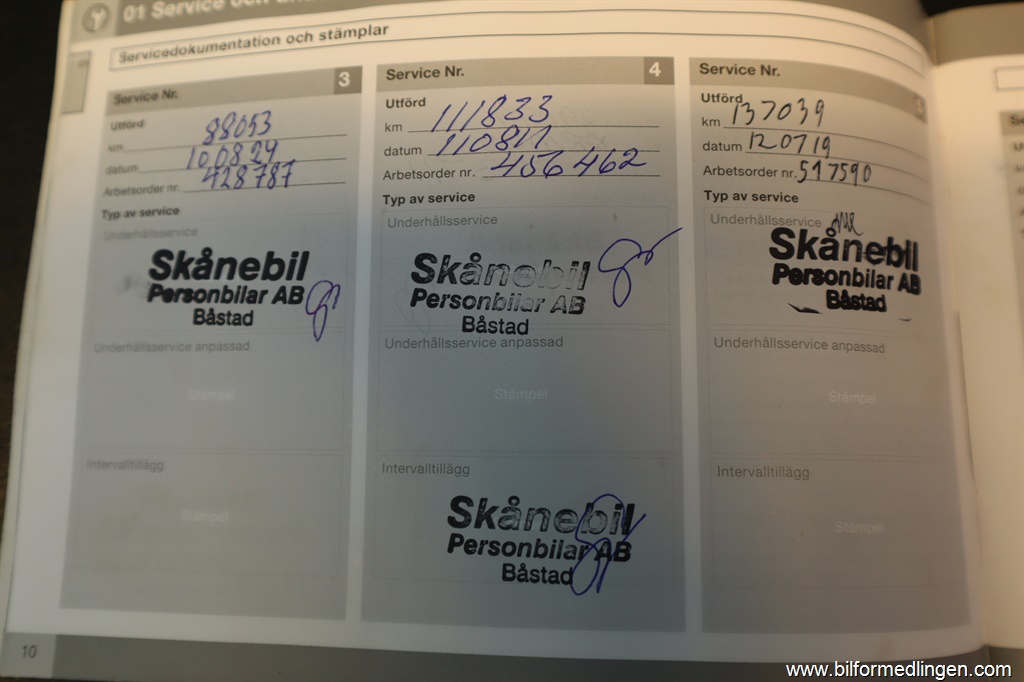 01 Service och
Servicedokumentation och stämplar
Service Nr. 3
Utförd
km 88053
datum 100824
Arbetsorder nr. 428787
Typ av service
Underhållsservice
Skånebil
Personbilar AB
Båstad
Underhållsservice anpassad
Stämpel
Intervalltillägg
Stämpel
Service Nr. 4
Utförd
km 111833
datum 110811
Arbetsorder nr. 456462
Typ av service
Underhållsservice
Skånebil
Personbilar AB
Båstad
Underhållsservice anpassad
Stämpel
Intervalltillägg
Skånebil
Personbilar AB
Båstad
Service Nr. 5
Utförd
km 137039
datum 120719
Arbetsorder nr. 517590
Typ av service
Underhållsservice
Skånebil
Personbilar AB
Båstad
Underhållsservice anpassad
Stämpel
Intervalltillägg
Stämpel
10
www.bilformedlingen.com